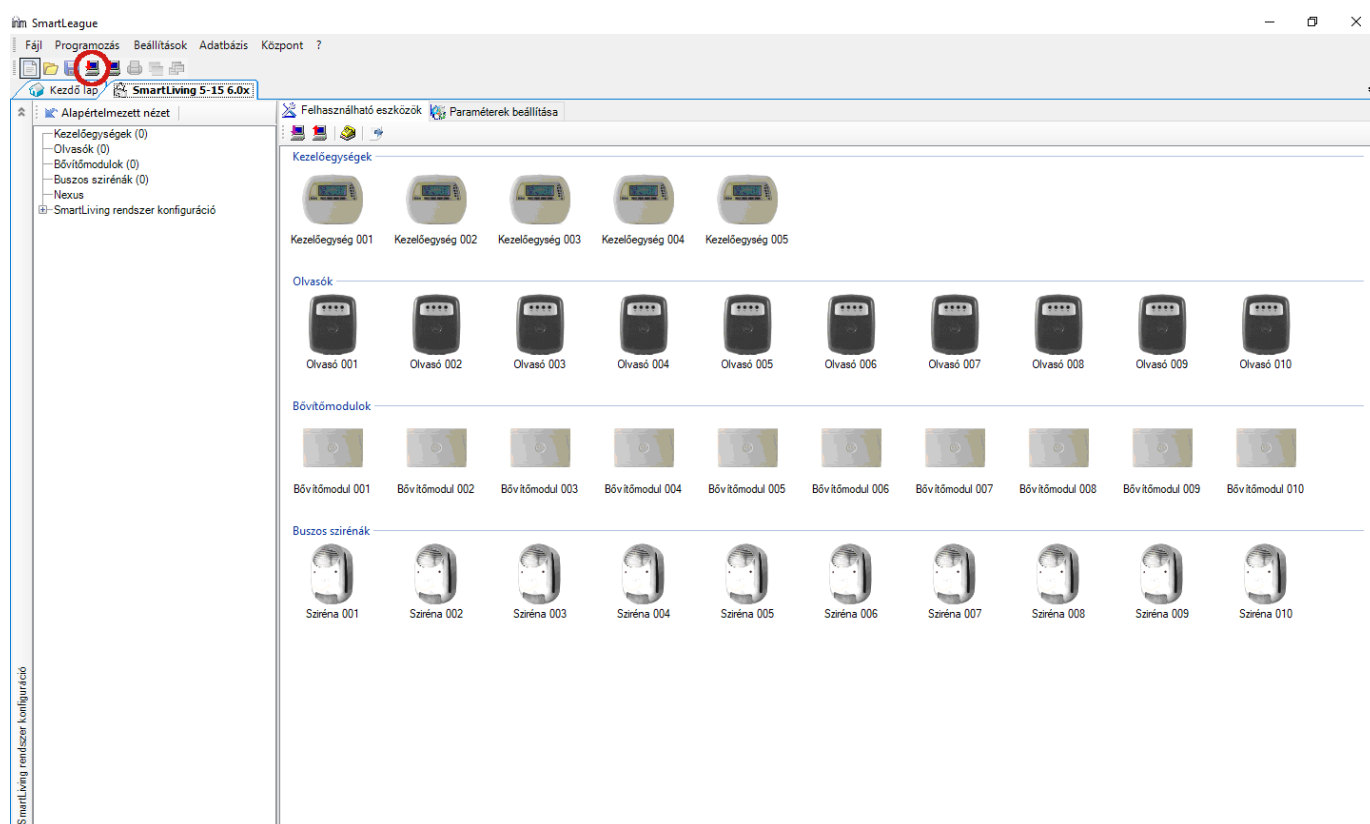 inim SmartLeague
Fájl Programozás Beállítások Adatbázis Központ ?
Kezdő lap SmartLiving 5-15 6.0x
Alapértelmezett nézet
Kezelőegységek (0)
Olvasók (0)
Bővítőmodulok (0)
Buszos szirénák (0)
Nexus
SmartLiving rendszer konfiguráció
SmartLiving rendszer konfiguráció
Felhasználható eszközök Paraméterek beállítása
Kezelőegységek
Kezelőegység 001 Kezelőegység 002 Kezelőegység 003 Kezelőegység 004 Kezelőegység 005
Olvasók
Olvasó 001 Olvasó 002 Olvasó 003 Olvasó 004 Olvasó 005 Olvasó 006 Olvasó 007 Olvasó 008 Olvasó 009 Olvasó 010
Bővítőmodulok
Bővítőmodul 001 Bővítőmodul 002 Bővítőmodul 003 Bővítőmodul 004 Bővítőmodul 005 Bővítőmodul 006 Bővítőmodul 007 Bővítőmodul 008 Bővítőmodul 009 Bővítőmodul 010
Buszos szirénák
Sziréna 001 Sziréna 002 Sziréna 003 Sziréna 004 Sziréna 005 Sziréna 006 Sziréna 007 Sziréna 008 Sziréna 009 Sziréna 010